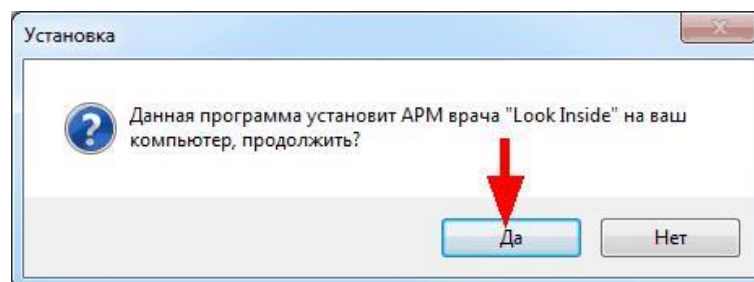 Установка
Данная программа установит АРМ врача "Look Inside" на ваш
компьютер, продолжить?
Да
Нет